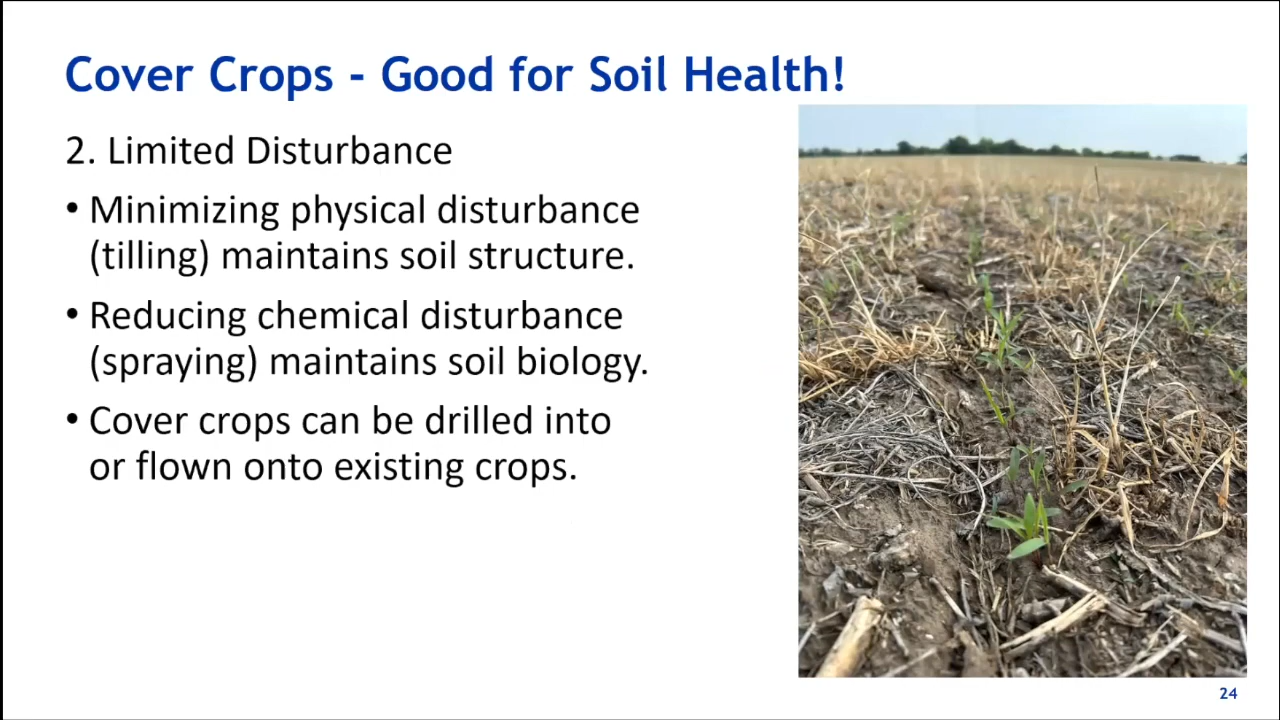 Cover Crops - Good for Soil Health!
2. Limited Disturbance
• Minimizing physical disturbance
(tilling) maintains soil structure.
• Reducing chemical disturbance
(spraying) maintains soil biology.
• Cover crops can be drilled into
or flown onto existing crops.
24